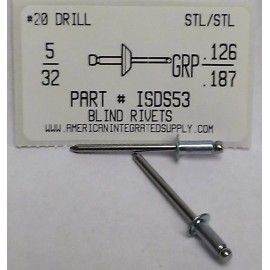 #20 DRILL STL/STL
5/32 GRP .126
.187
PART # ISDS53
BLIND RIVETS
WWW.AMERICANINTEGRATEDSUPPLY.COM